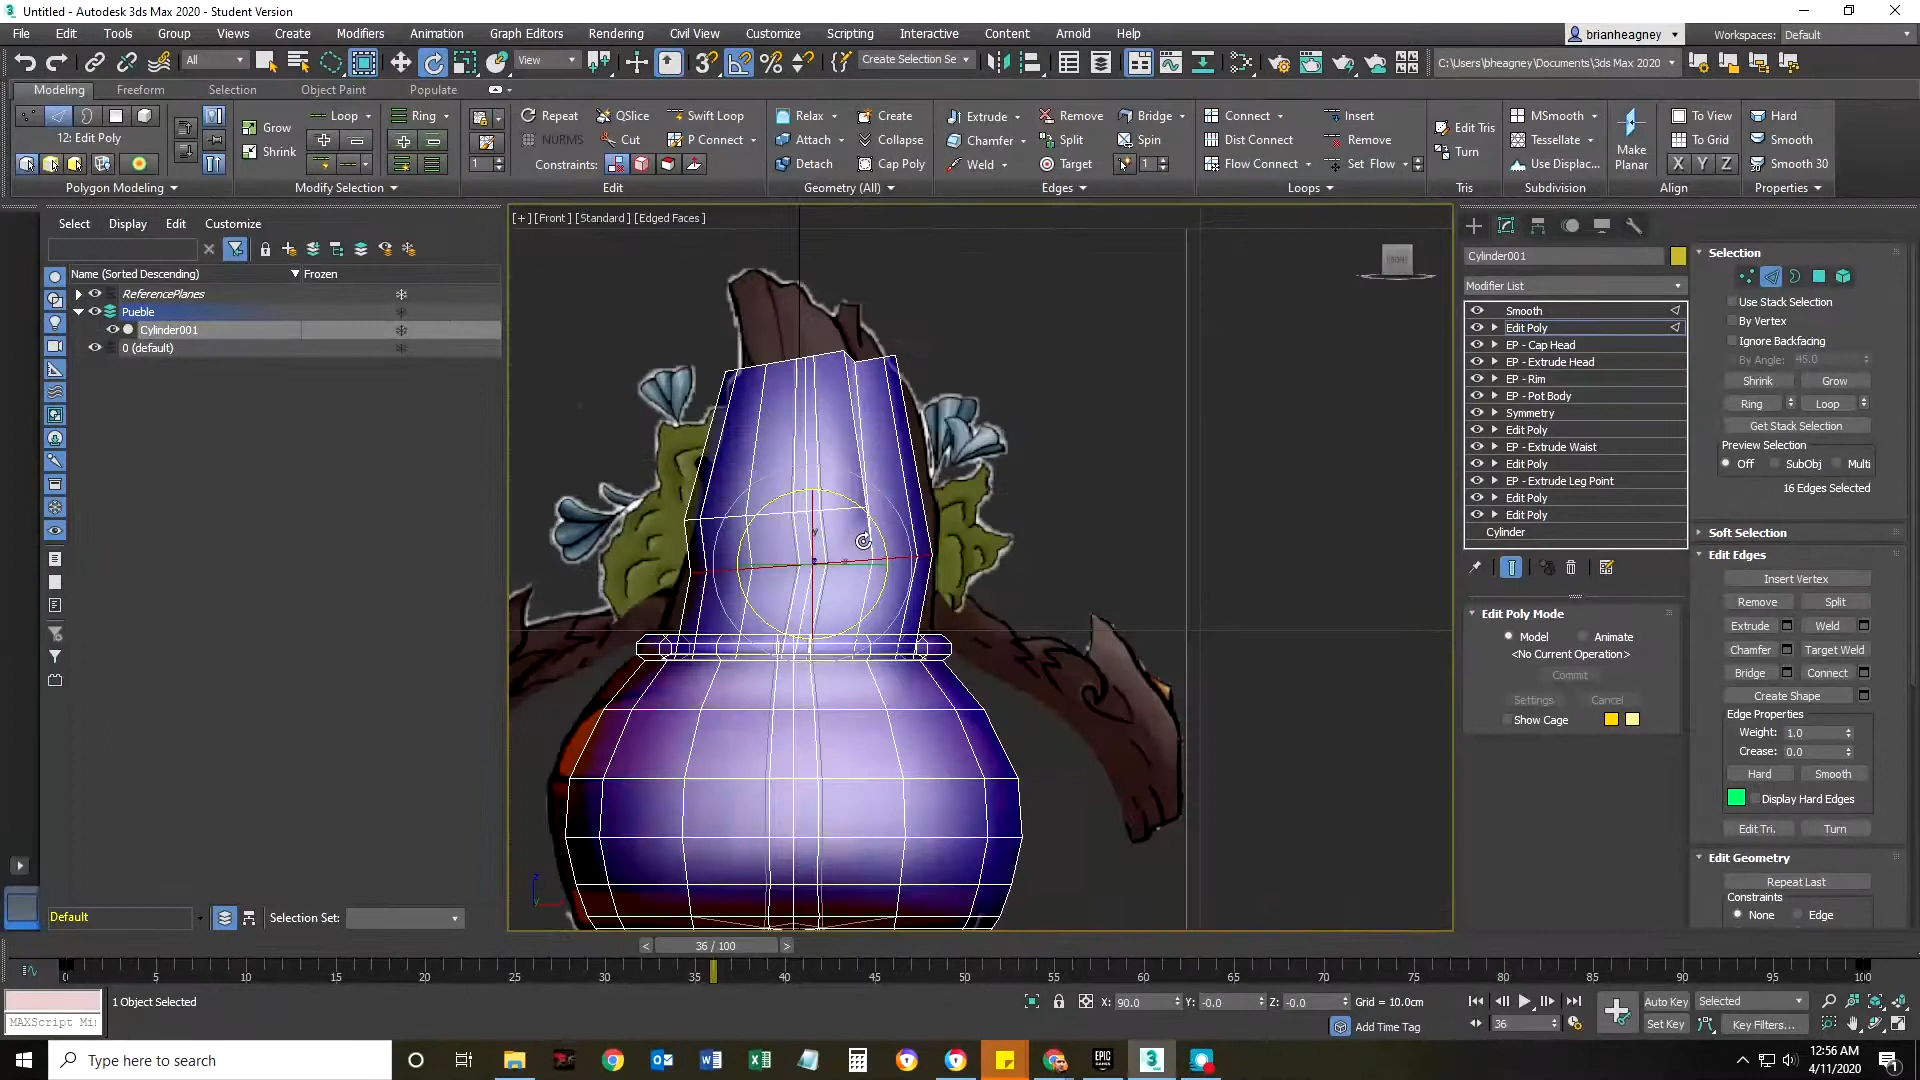 Untitled - Autodesk 3ds Max 2020 - Student Version
File Edit Tools Group Views Create Modifiers Animation Graph Editors Rendering Civil View Customize Scripting Interactive Content Arnold Help
brianheagney Workspaces: Default
All View Create Selection Se C:\Users\bheagney\Documents\3ds Max 2020
Modeling Freeform Selection Object Paint Populate
12: Edit Poly
Polygon Modeling
Grow Loop Ring
Shrink
Modify Selection
Repeat QSlice Swift Loop
NURMS Cut P Connect
1 Constraints:
Edit
Relax Create
Attach Collapse
Detach Cap Poly
Geometry (All)
Extrude Remove Bridge
Chamfer Split Spin
Weld Target 1
Edges
Connect Insert
Dist Connect Remove
Flow Connect Set Flow
Loops
Edit Tris
Turn
Tris
MSmooth
Tessellate
Use Displac...
Subdivision
Make Planar
To View
To Grid
X Y Z
Align
Hard
Smooth
Smooth 30
Properties
Select Display Edit Customize
Name (Sorted Descending) Frozen
ReferencePlanes
Pueble
Cylinder001
0 (default)
Default Selection Set:
[+] [Front] [Standard] [Edged Faces]
FRONT
Cylinder001
Modifier List
Smooth
Edit Poly
EP - Cap Head
EP - Extrude Head
EP - Rim
EP - Pot Body
Symmetry
Edit Poly
EP - Extrude Waist
Edit Poly
EP - Extrude Leg Point
Edit Poly
Edit Poly
Cylinder
Edit Poly Mode
Model Animate
<No Current Operation>
Commit
Settings Cancel
Show Cage
Selection
Use Stack Selection
By Vertex
Ignore Backfacing
By Angle: 45.0
Shrink Grow
Ring Loop
Get Stack Selection
Preview Selection
Off SubObj Multi
16 Edges Selected
Soft Selection
Edit Edges
Insert Vertex
Remove Split
Extrude Weld
Chamfer Target Weld
Bridge Connect
Create Shape
Edge Properties
Weight: 1.0
Crease: 0.0
Hard Smooth
Display Hard Edges
Edit Tri. Turn
Edit Geometry
Repeat Last
Constraints
None Edge
< 36 / 100 >
0 5 10 15 20 25 30 35 40 45 50 55 60 65 70 75 80 85 90 95 100
1 Object Selected X: 90.0 Y: -0.0 Z: -0.0 Grid = 10.0cm
MAXScript Mi
Add Time Tag
36
Auto Key Selected
Set Key Key Filters...
Type here to search
12:56 AM
4/11/2020